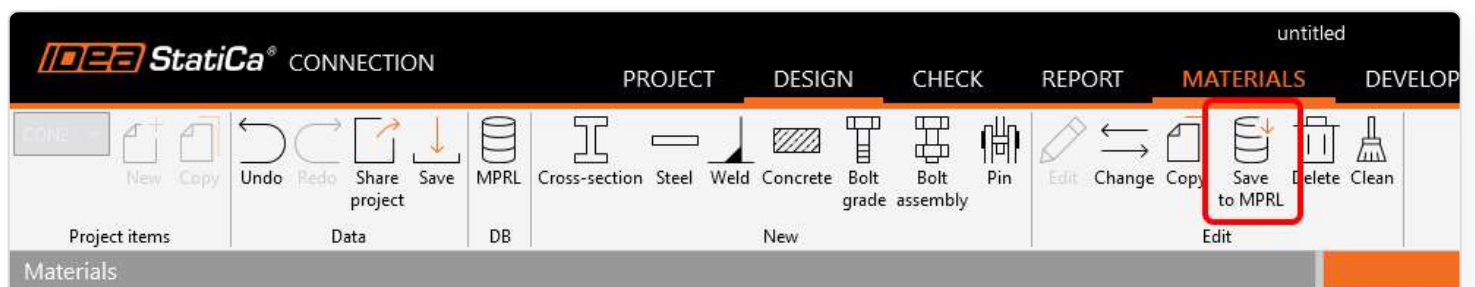 untitled
IDEA StatiCa® CONNECTION
PROJECT DESIGN CHECK REPORT MATERIALS DEVELOP
CON2
New Copy Undo Redo Share project Save MPRL Cross-section Steel Weld Concrete Bolt grade Bolt assembly Pin Edit Change Copy Save to MPRL Delete Clean
Project items Data DB New Edit
Materials